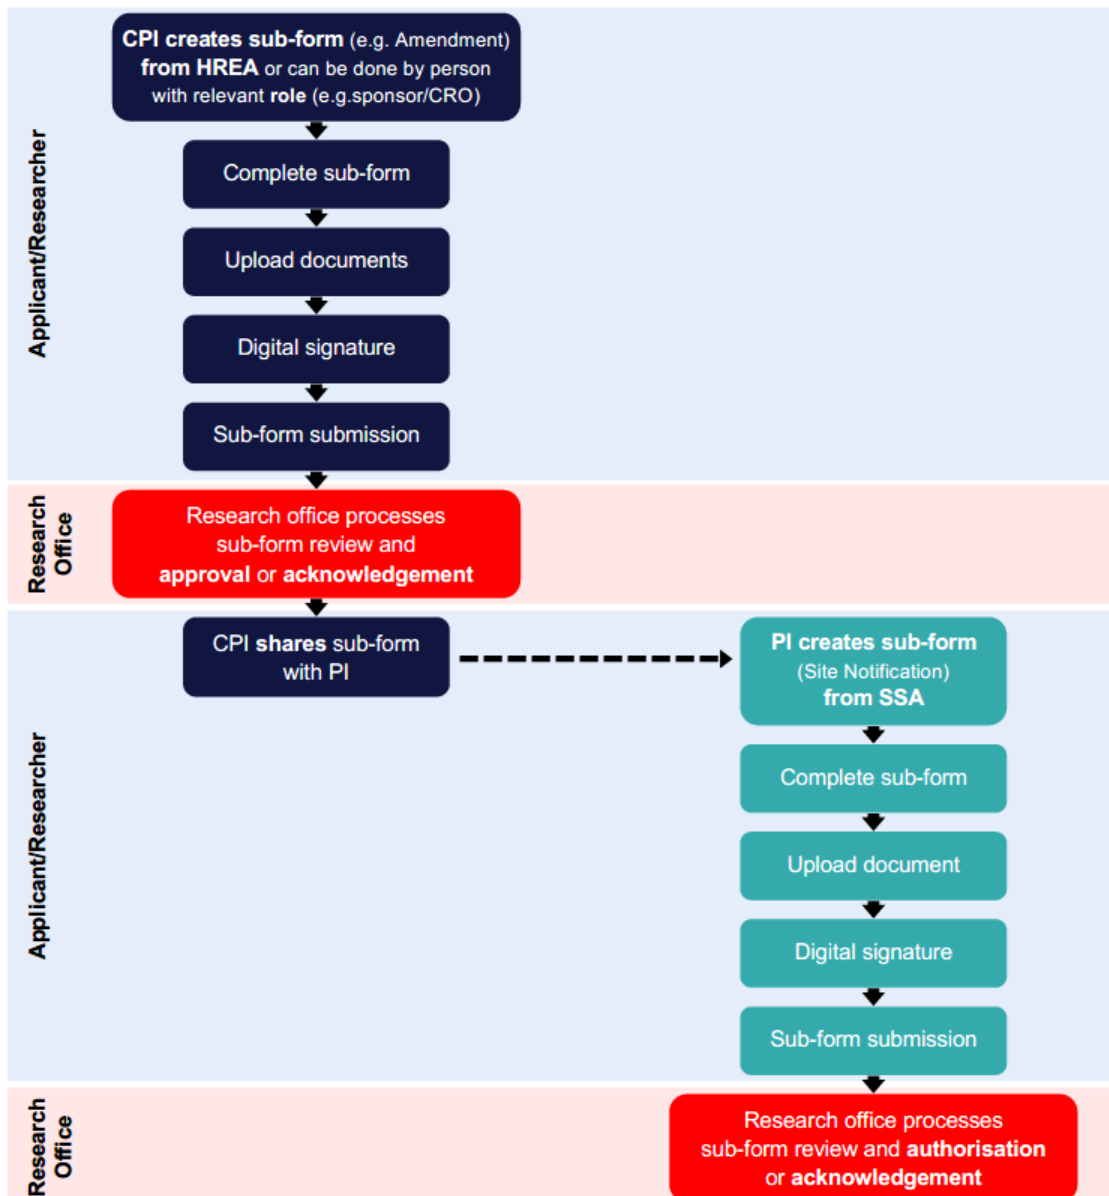 Applicant/Researcher
CPI creates sub-form (e.g. Amendment)
from HREA or can be done by person
with relevant role (e.g.sponsor/CRO)
Complete sub-form
Upload documents
Digital signature
Sub-form submission
Research
Office
Research office processes
sub-form review and
approval or acknowledgement
Applicant/Researcher
CPI shares sub-form
with PI
PI creates sub-form
(Site Notification)
from SSA
Complete sub-form
Upload document
Digital signature
Sub-form submission
Research
Office
Research office processes
sub-form review and authorisation
or acknowledgement